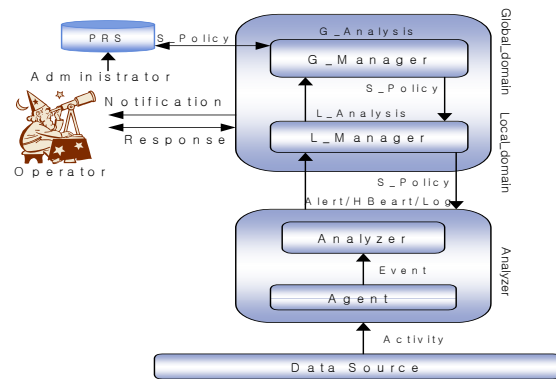 PRS
S_Policy
G_Analysis
G_Manager
Global_domain
Administrator
S_Policy
Notification
L_Analysis
L_Manager
Local_domain
Response
Operator
S_Policy
Alert/HBeart/Log
Analyzer
Analyzer
Event
Agent
Activity
Data Source